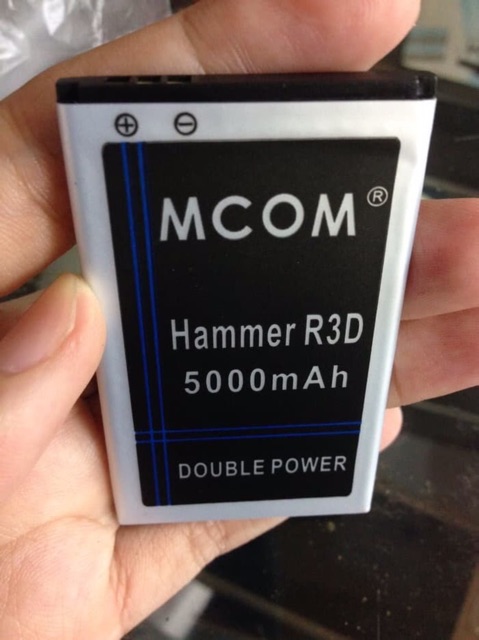 ⊕ ⊖
MCOM®
Hammer R3D
5000mAh
DOUBLE POWER